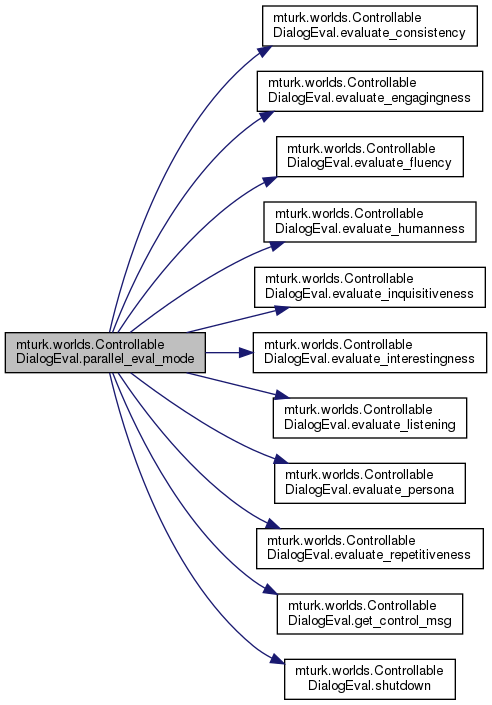 mturk.worlds.Controllable
DialogEval.evaluate_consistency
mturk.worlds.Controllable
DialogEval.evaluate_engagingness
mturk.worlds.Controllable
DialogEval.evaluate_fluency
mturk.worlds.Controllable
DialogEval.evaluate_humanness
mturk.worlds.Controllable
DialogEval.evaluate_inquisitiveness
mturk.worlds.Controllable
DialogEval.parallel_eval_mode
mturk.worlds.Controllable
DialogEval.evaluate_interestingness
mturk.worlds.Controllable
DialogEval.evaluate_listening
mturk.worlds.Controllable
DialogEval.evaluate_persona
mturk.worlds.Controllable
DialogEval.evaluate_repetitiveness
mturk.worlds.Controllable
DialogEval.get_control_msg
mturk.worlds.Controllable
DialogEval.shutdown